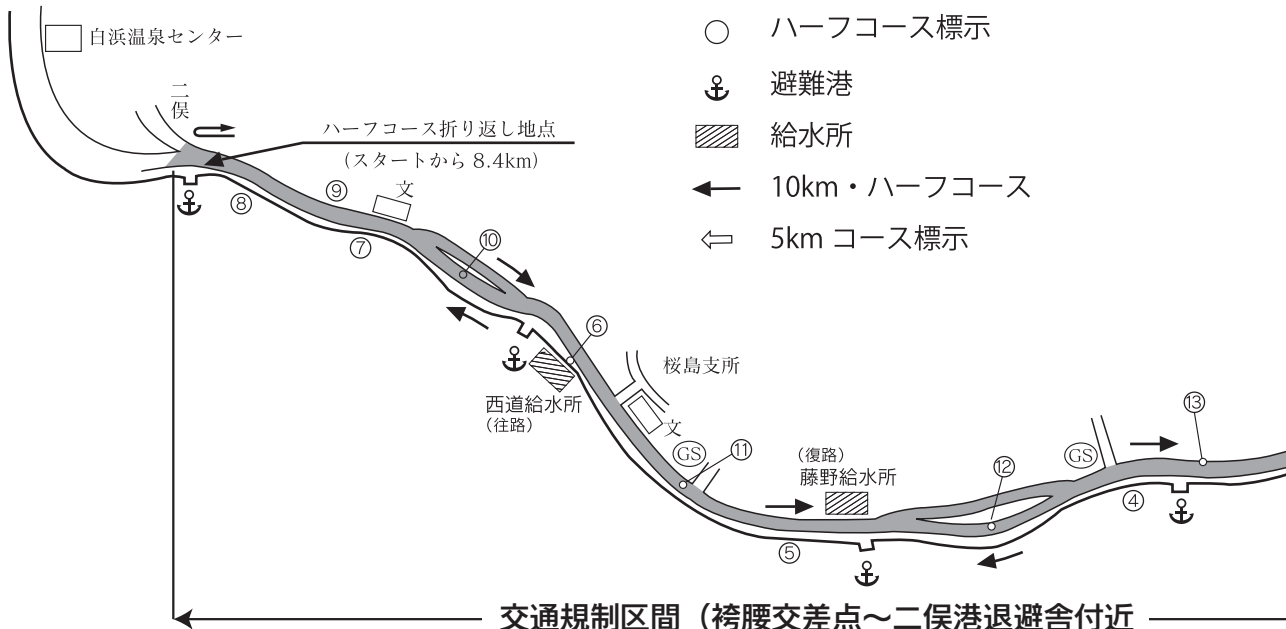 白浜温泉センター
二俣
ハーフコース折り返し地点
(スタートから 8.4km)
ハーフコース標示
避難港
給水所
10km・ハーフコース
5km コース標示
⑨
文
⑧
⑦
⑩
⑥
西道給水所
(往路)
桜島支所
文
GS
⑪
(復路)
藤野給水所
⑤
⑫
GS
⑬
④
交通規制区間（袴腰交差点〜二俣港退避舎付近